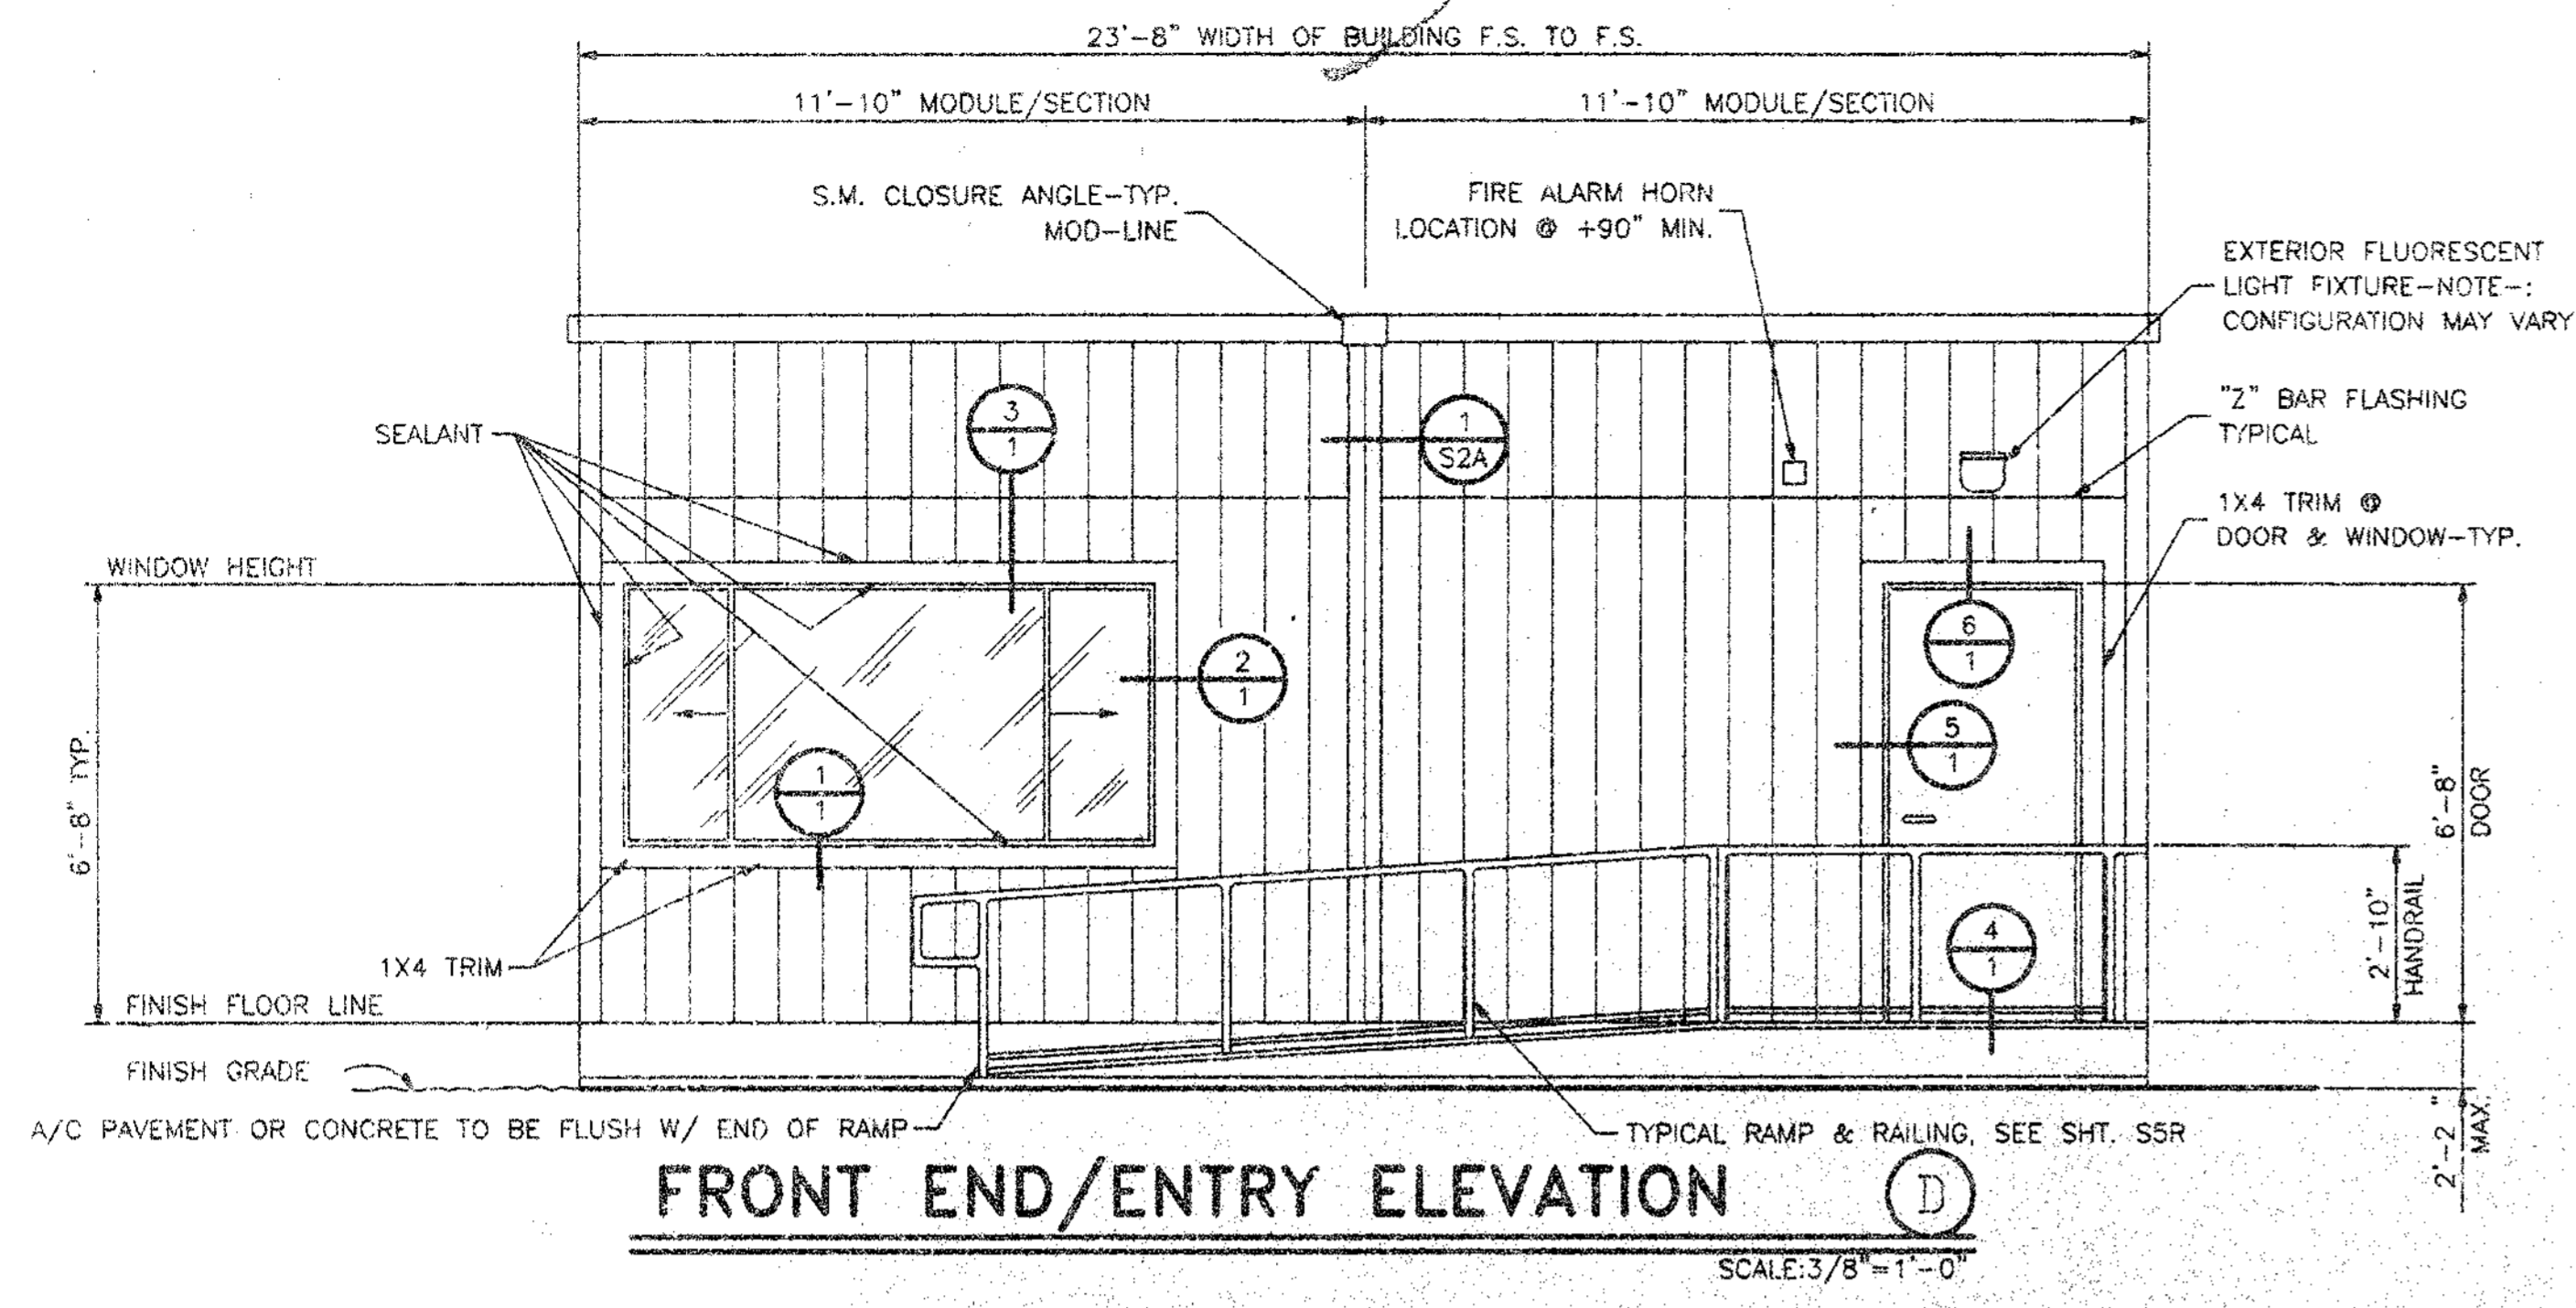 23'-8" WIDTH OF BUILDING F.S. TO F.S.
11'-10" MODULE/SECTION
11'-10" MODULE/SECTION
S.M. CLOSURE ANGLE-TYP.
MOD-LINE
FIRE ALARM HORN
LOCATION @ +90" MIN.
EXTERIOR FLUORESCENT
LIGHT FIXTURE-NOTE-:
CONFIGURATION MAY VARY
"Z" BAR FLASHING
TYPICAL
1X4 TRIM @
DOOR & WINDOW-TYP.
SEALANT
3
1
1
S2A
WINDOW HEIGHT
6'-8" TYP.
2
1
1
1
6
1
5
1
4
1
6'-8"
DOOR
2'-10"
HANDRAIL
2'-2"
MAX.
1X4 TRIM
FINISH FLOOR LINE
FINISH GRADE
A/C PAVEMENT OR CONCRETE TO BE FLUSH W/ END OF RAMP
TYPICAL RAMP & RAILING, SEE SHT. S5R
FRONT END/ENTRY ELEVATION
D
SCALE:3/8"=1'-0"